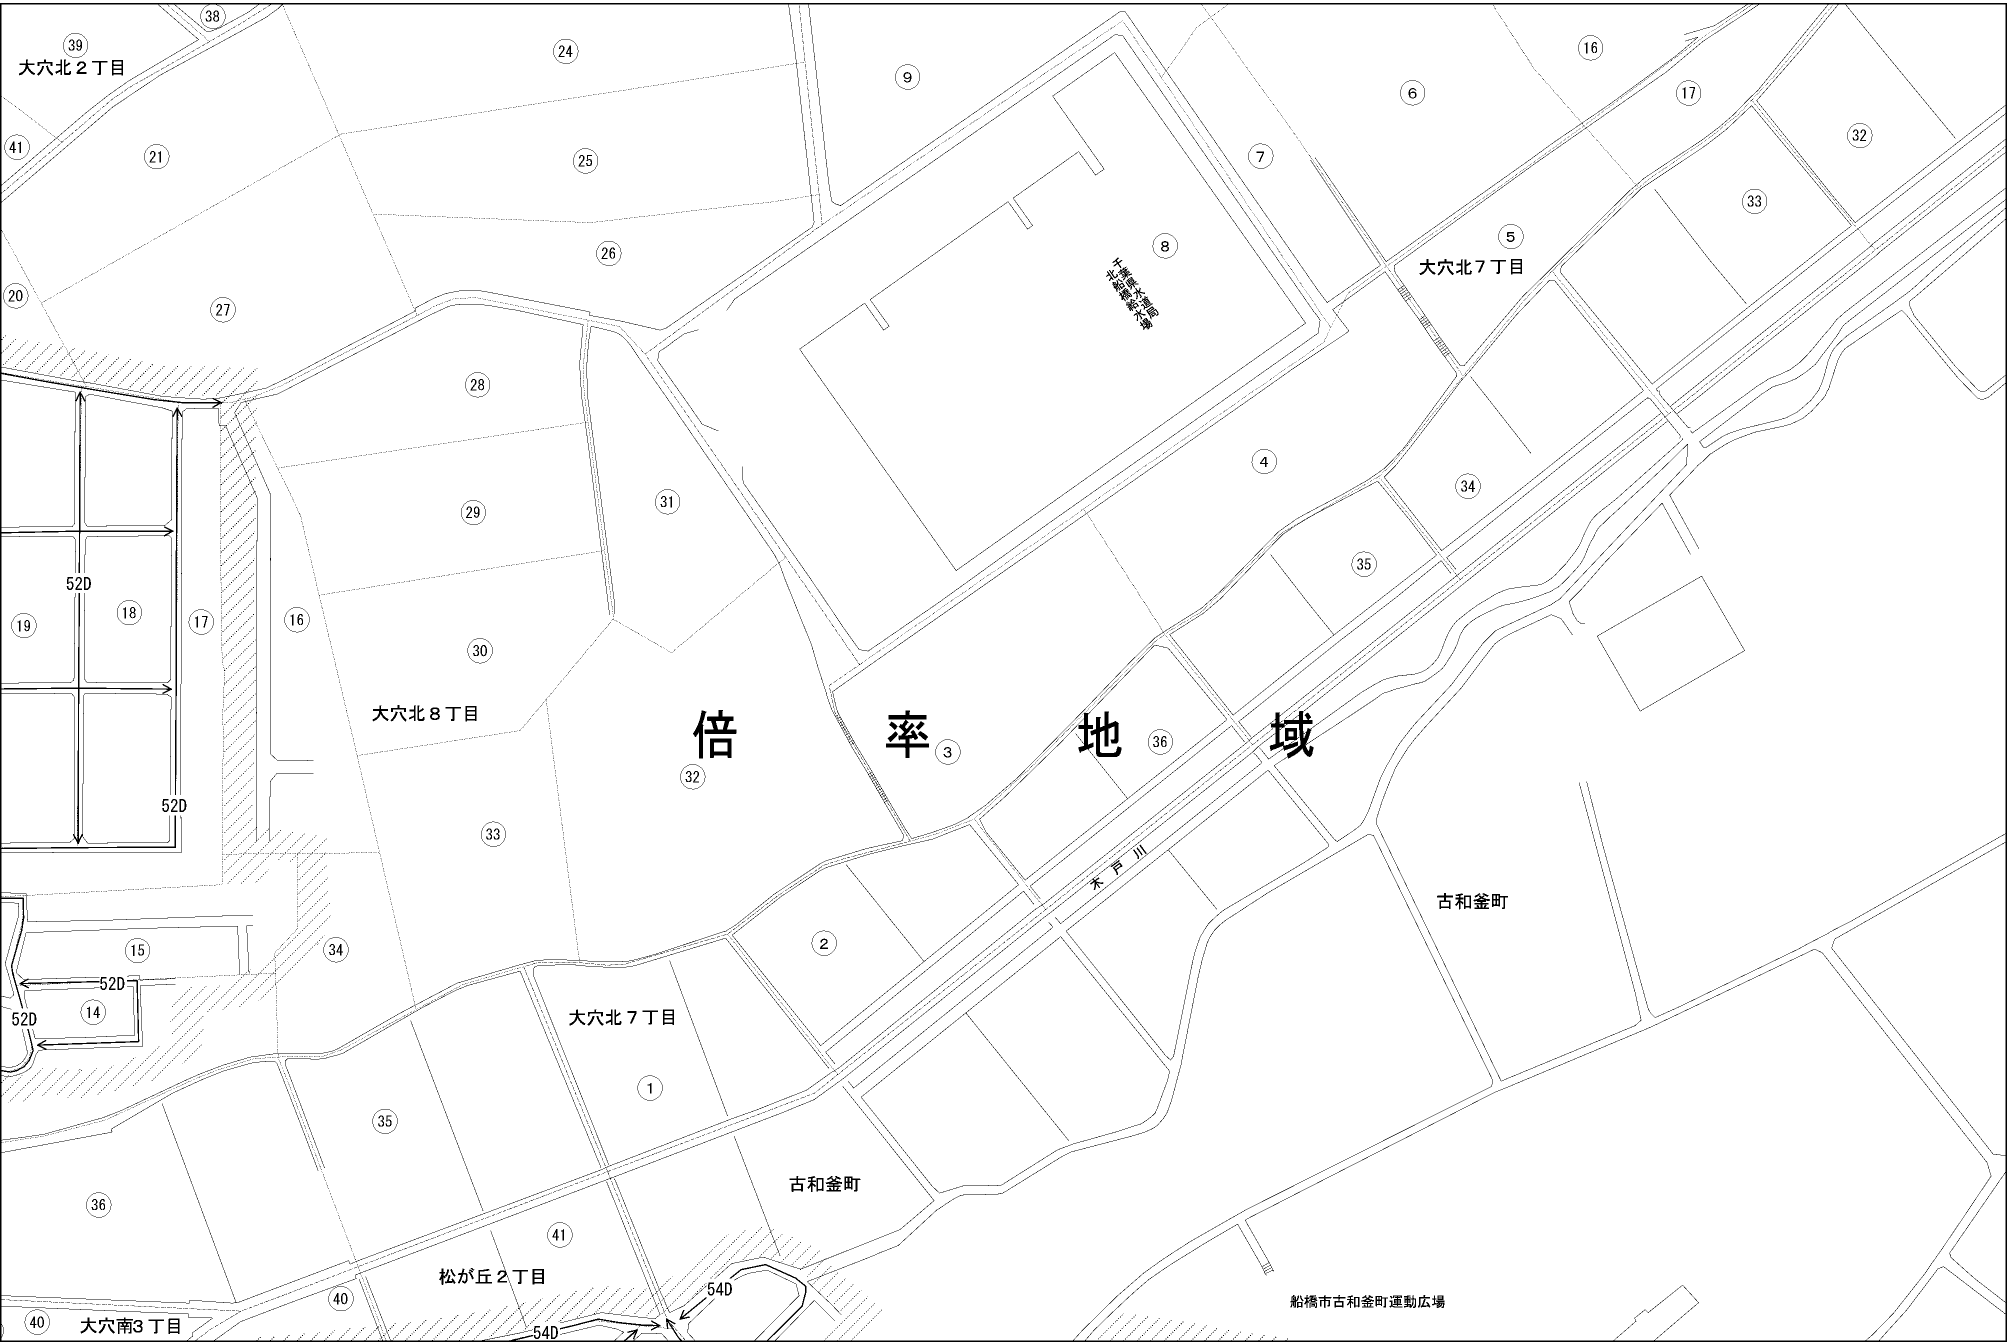 38
39
大穴北２丁目
24
16
9
6
17
41
21
25
7
32
33
26
8
5
大穴北７丁目
千葉県水道局
北船橋給水場
20
27
28
4
31
34
29
35
52D
19
18
17
16
30
大穴北８丁目
倍率地域
3
36
32
52D
33
木戸川
古和釜町
15
34
2
52D
14
52D
大穴北７丁目
1
35
古和釜町
36
41
松が丘２丁目
54D
40
船橋市古和釜町運動広場
40
大穴南3丁目
54D